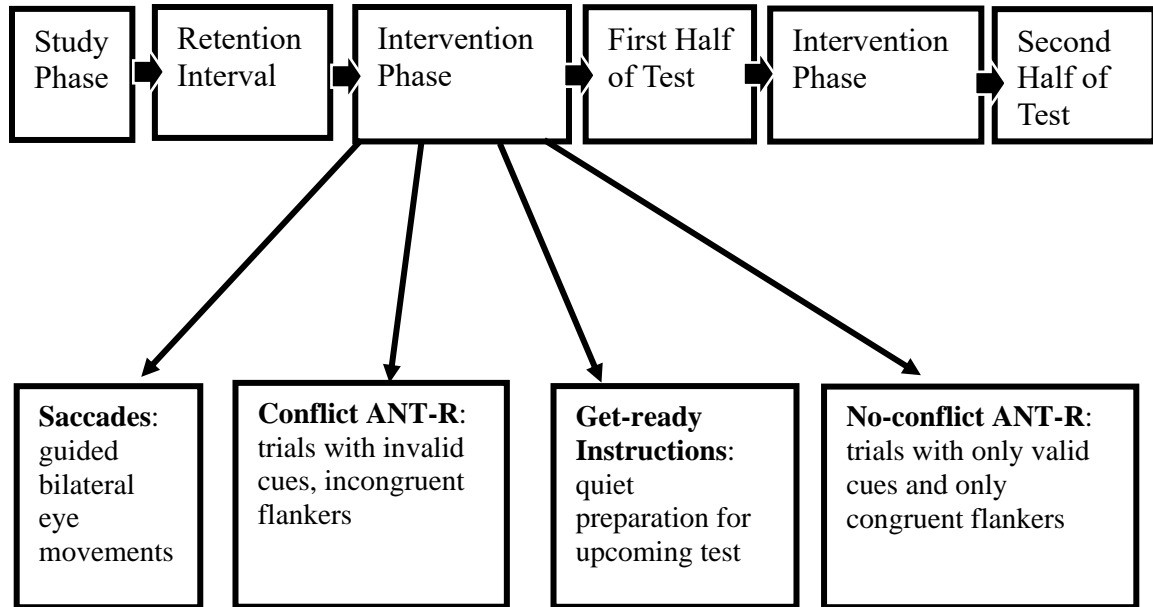 Study
Phase
Retention
Interval
Intervention
Phase
First Half
of Test
Intervention
Phase
Second
Half of
Test
Saccades:
guided
bilateral
eye
movements
Conflict ANT-R:
trials with invalid
cues, incongruent
flankers
Get-ready
Instructions:
quiet
preparation for
upcoming test
No-conflict ANT-R:
trials with only valid
cues and only
congruent flankers